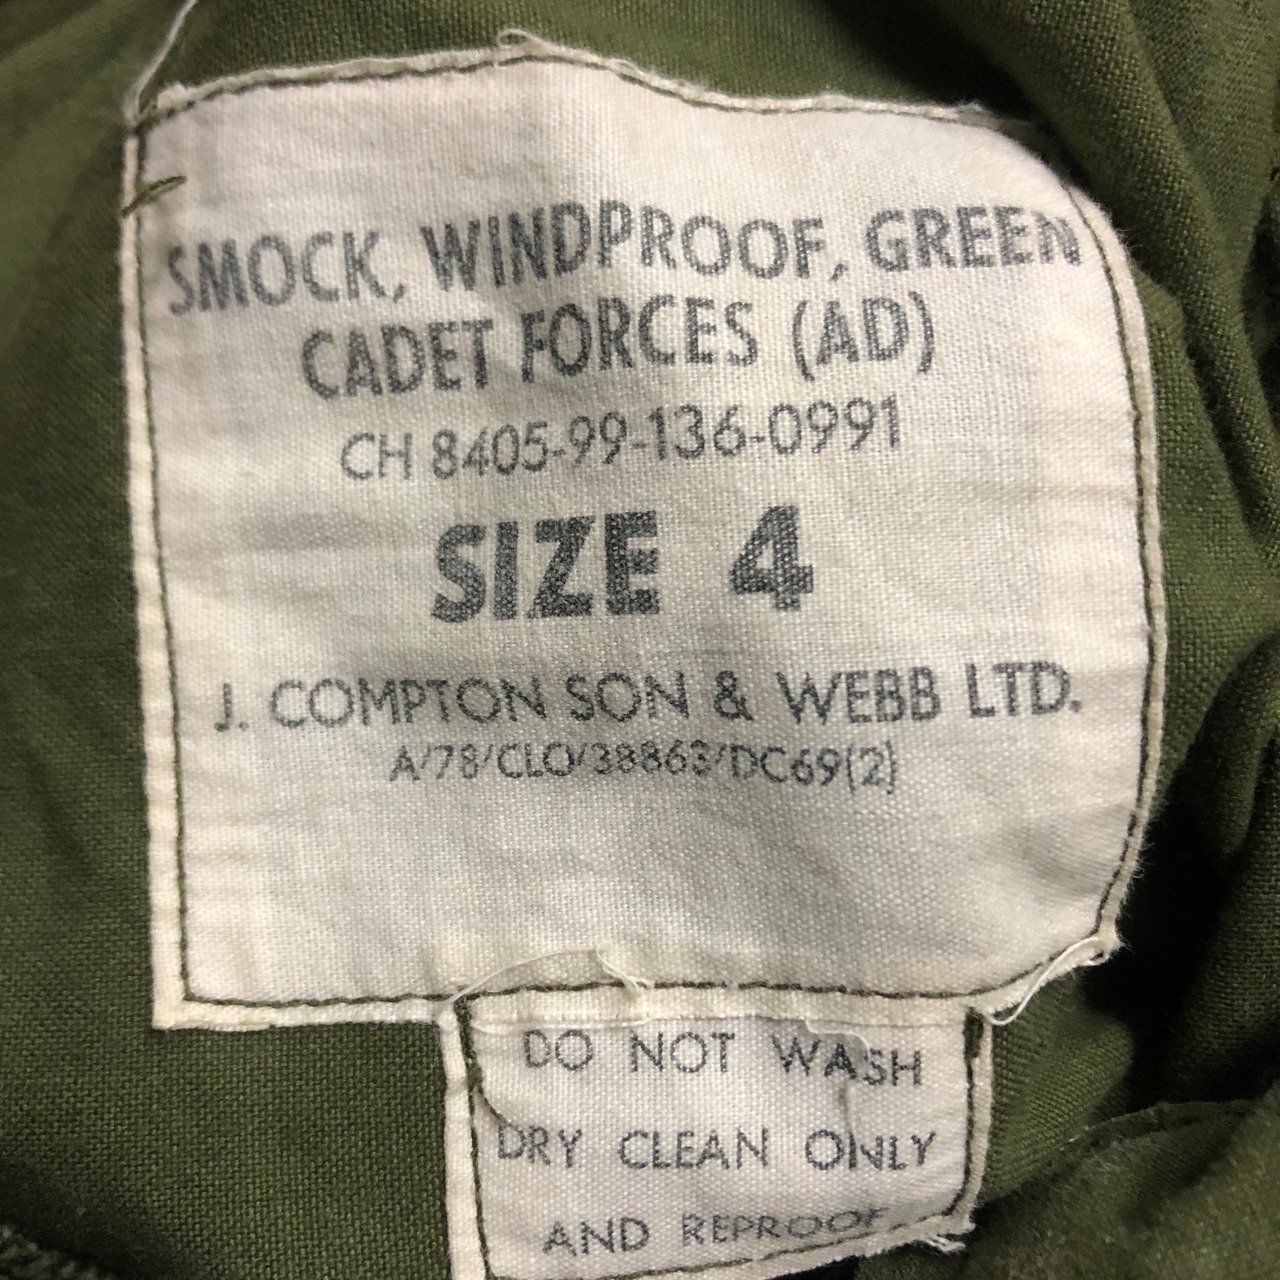 SMOCK, WINDPROOF, GREEN
CADET FORCES (AD)
CH 8405-99-136-0991
SIZE 4
J. COMPTON SON & WEBB LTD.
A/78/CLO/38863/DC69(2)
DO NOT WASH
DRY CLEAN ONLY
AND REPROOF